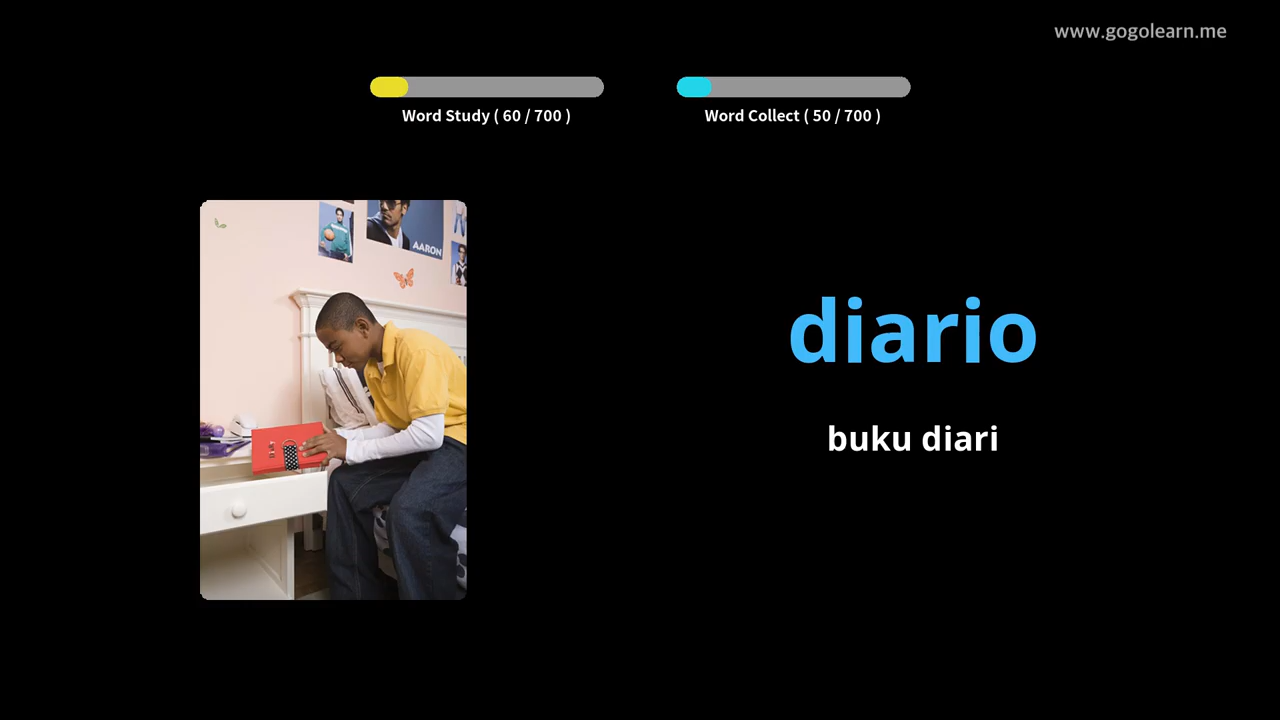 www.gogolearn.me
Word Study ( 60 / 700 )
Word Collect ( 50 / 700 )
AARON
diario
buku diari